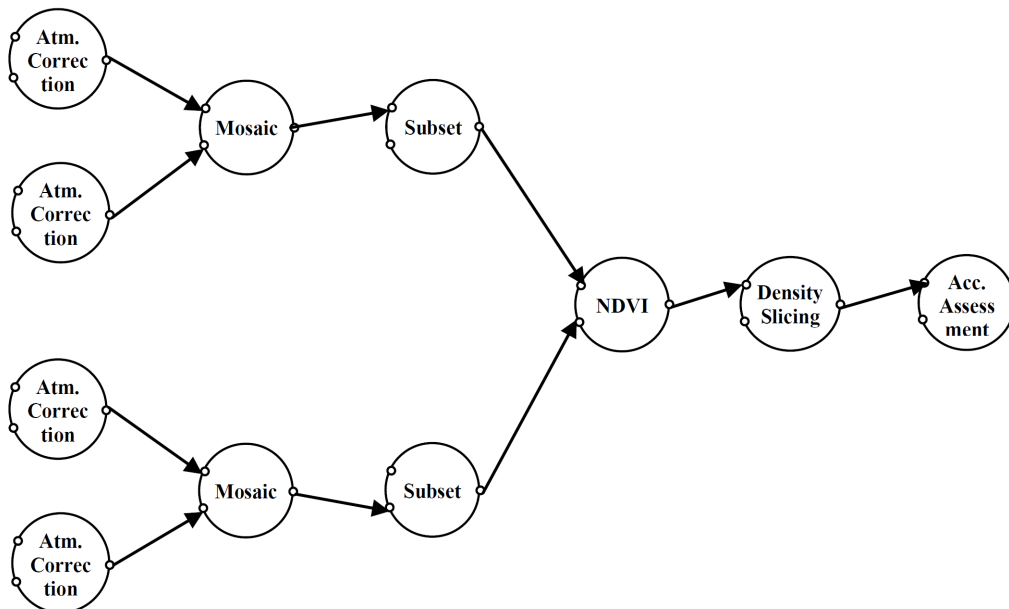 Atm.
Correc
tion
Atm.
Correc
tion
Mosaic
Subset
NDVI
Density
Slicing
Acc.
Assess
ment
Atm.
Correc
tion
Atm.
Correc
tion
Mosaic
Subset